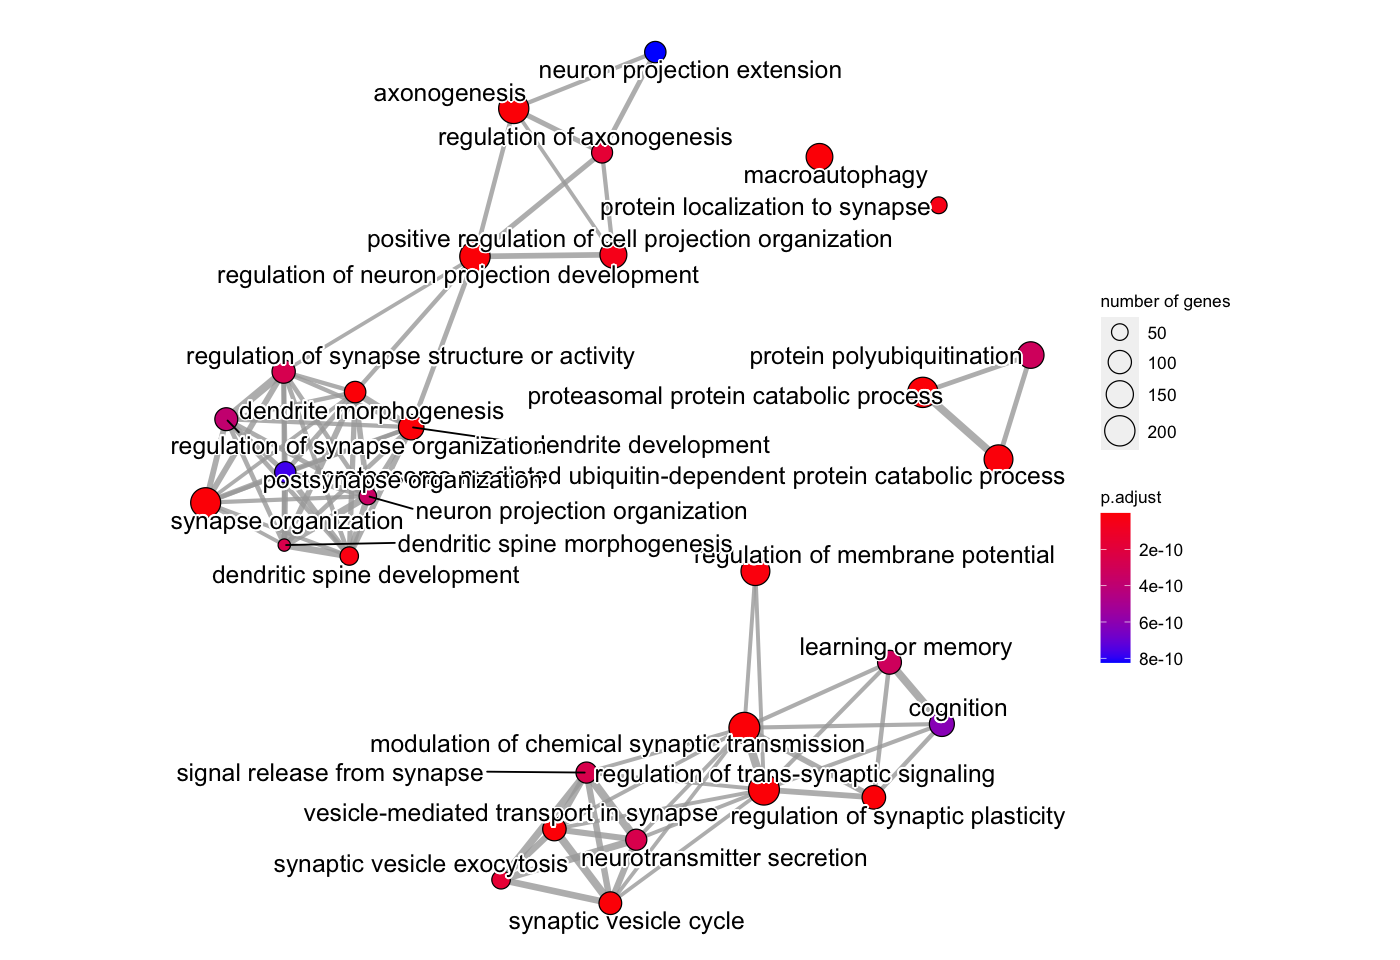 neuron projection extension
axonogenesis
regulation of axonogenesis
macroautophagy
protein localization to synapse
positive regulation of cell projection organization
regulation of neuron projection development
number of genes
50
100
150
200
regulation of synapse structure or activity
protein polyubiquitination
proteasomal protein catabolic process
dendrite morphogenesis
regulation of synapse organization
dendrite development
postsynapse organization
proteasome-mediated ubiquitin-dependent protein catabolic process
p.adjust
2e-10
4e-10
6e-10
8e-10
neuron projection organization
synapse organization
dendritic spine morphogenesis
regulation of membrane potential
dendritic spine development
learning or memory
cognition
modulation of chemical synaptic transmission
signal release from synapse
regulation of trans-synaptic signaling
vesicle-mediated transport in synapse
regulation of synaptic plasticity
synaptic vesicle exocytosis
neurotransmitter secretion
synaptic vesicle cycle